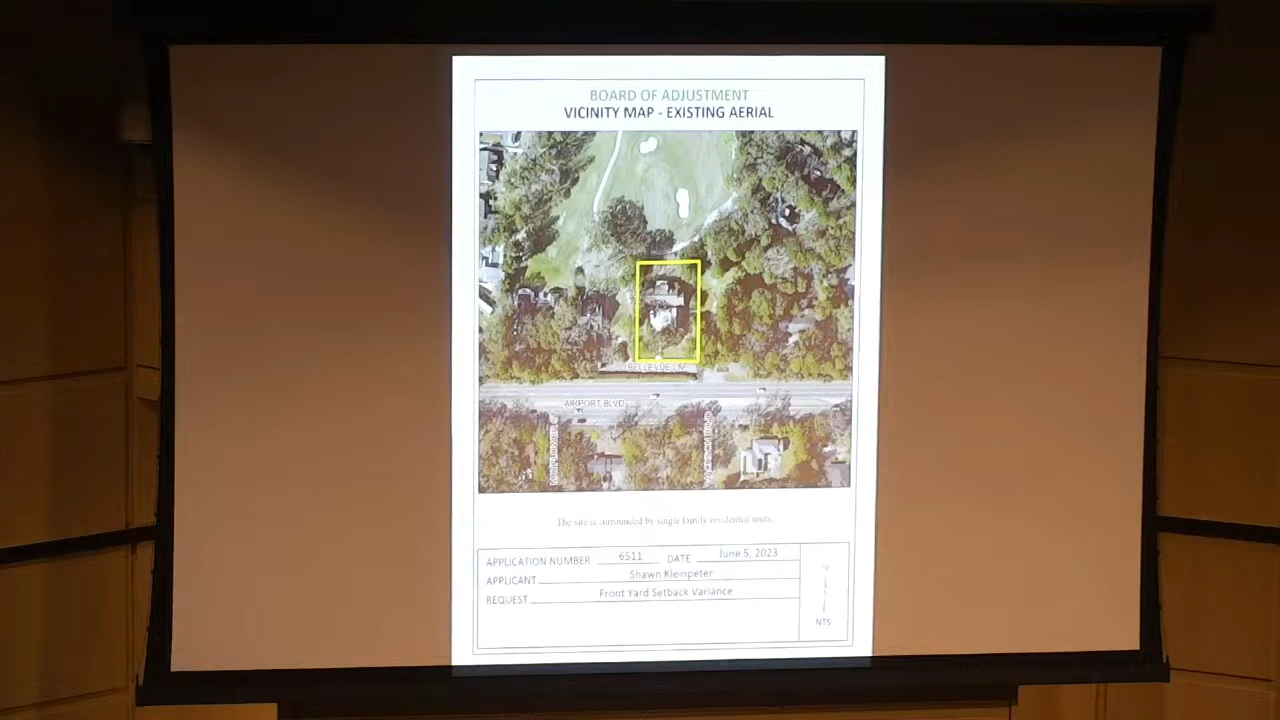 BOARD OF ADJUSTMENT
VICINITY MAP - EXISTING AERIAL
BELLEVUE LN
AIRPORT BLVD
The site is surrounded by single family residential units.
APPLICATION NUMBER 6511 DATE June 5, 2023
APPLICANT Shawn Kleinpeter
REQUEST Front Yard Setback Variance
N
NTS